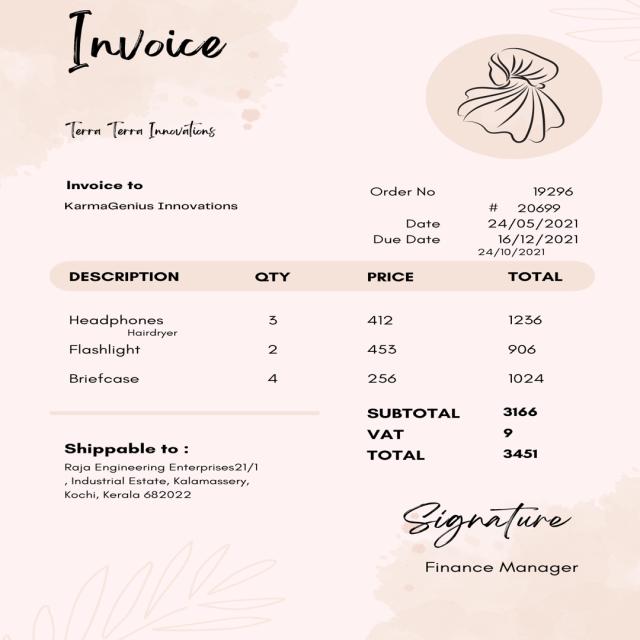 Invoice
Terra Terra Innovations
Invoice to
KarmaGenius Innovations
Order No 19296
# 20699
Date 24/05/2021
Due Date 16/12/2021
24/10/2021
DESCRIPTION QTY PRICE TOTAL
Headphones 3 412 1236
Hairdryer
Flashlight 2 453 906
Briefcase 4 256 1024
SUBTOTAL 3166
VAT 9
TOTAL 3451
Shippable to :
Raja Engineering Enterprises21/1
, Industrial Estate, Kalamassery,
Kochi, Kerala 682022
Signature
Finance Manager